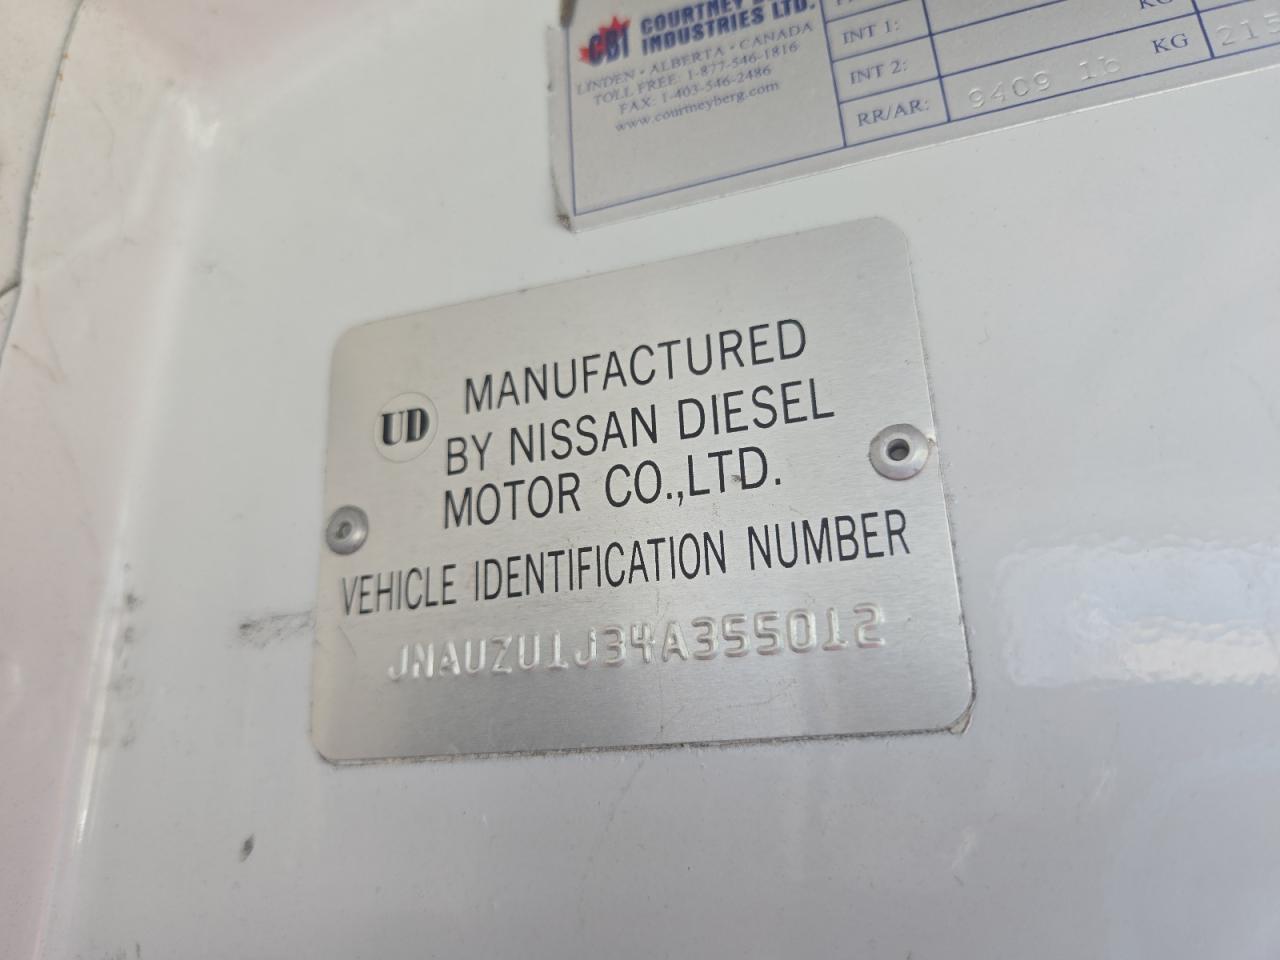 CBI COURTNEY
INDUSTRIES LTD.
LINDEN • ALBERTA • CANADA
TOLL FREE: 1-877-546-1816
FAX: 1-403-546-2486
www.courtneyberg.com
INT 1:
KG
INT 2:
KG
RR/AR: 9409 lb
UD
MANUFACTURED
BY NISSAN DIESEL
MOTOR CO.,LTD.
VEHICLE IDENTIFICATION NUMBER
JNAUZU1J34A355012